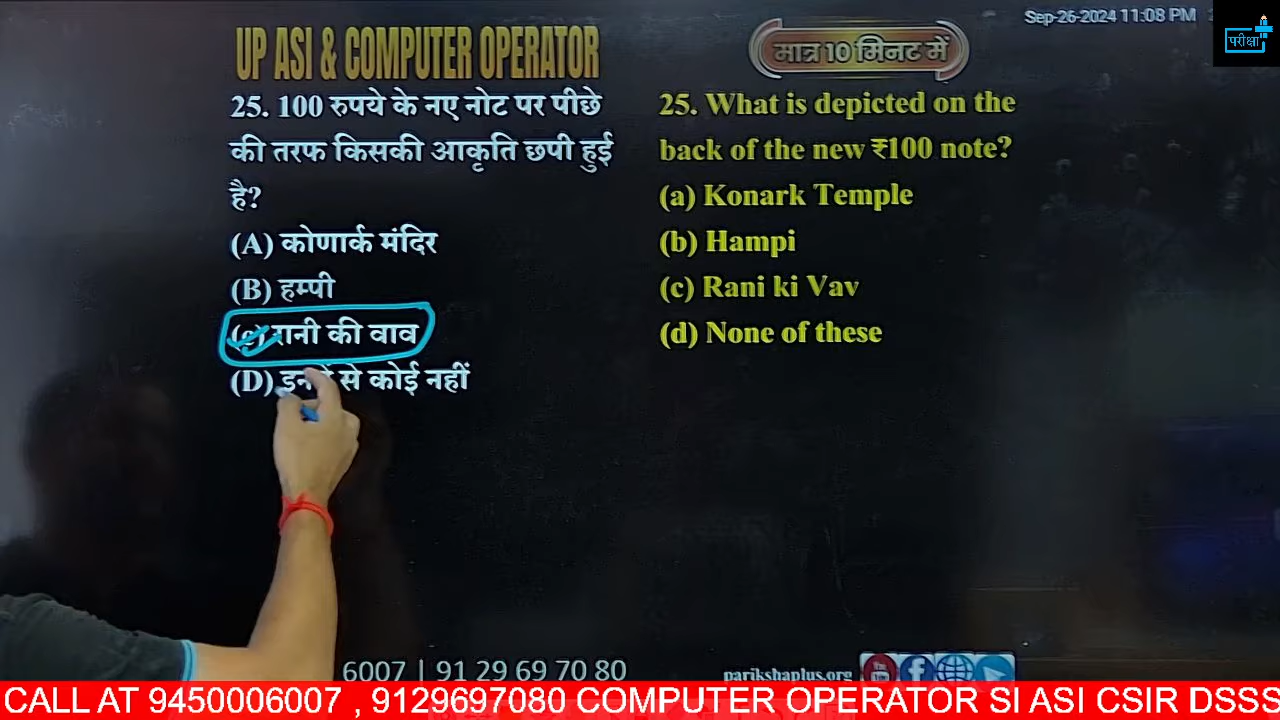 Sep-26-2024 11:08 PM
परीक्षा
UP ASI & COMPUTER OPERATOR
मात्र 10 मिनट में
25. 100 रुपये के नए नोट पर पीछे
की तरफ किसकी आकृति छपी हुई
है?
(A) कोणार्क मंदिर
(B) हम्पी
(c) रानी की वाव
(D) इनमें से कोई नहीं
25. What is depicted on the
back of the new ₹100 note?
(a) Konark Temple
(b) Hampi
(c) Rani ki Vav
(d) None of these
6007 | 91 29 69 70 80
parikshaplus.org
CALL AT 9450006007 , 9129697080 COMPUTER OPERATOR SI ASI CSIR DSSS